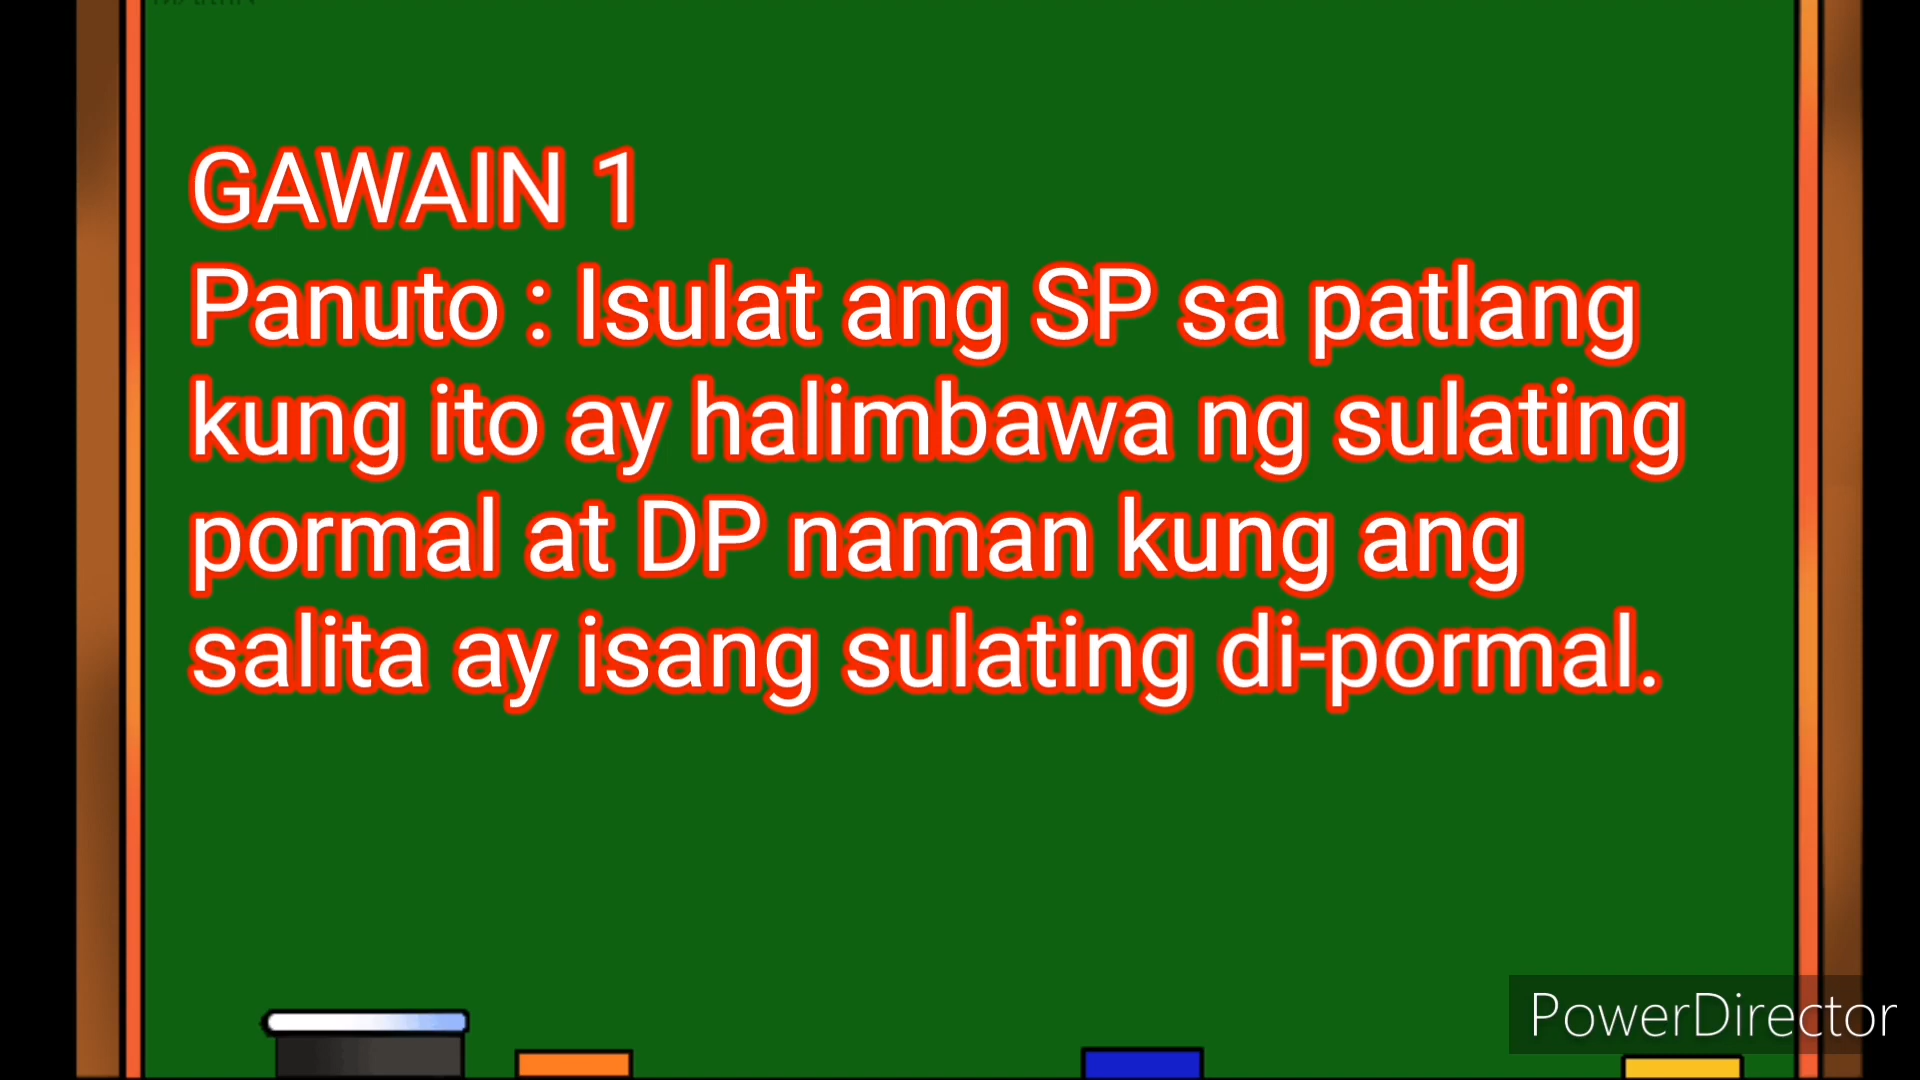 GAWAIN 1
Panuto : Isulat ang SP sa patlang
kung ito ay halimbawa ng sulating
pormal at DP naman kung ang
salita ay isang sulating di-pormal.
PowerDirector